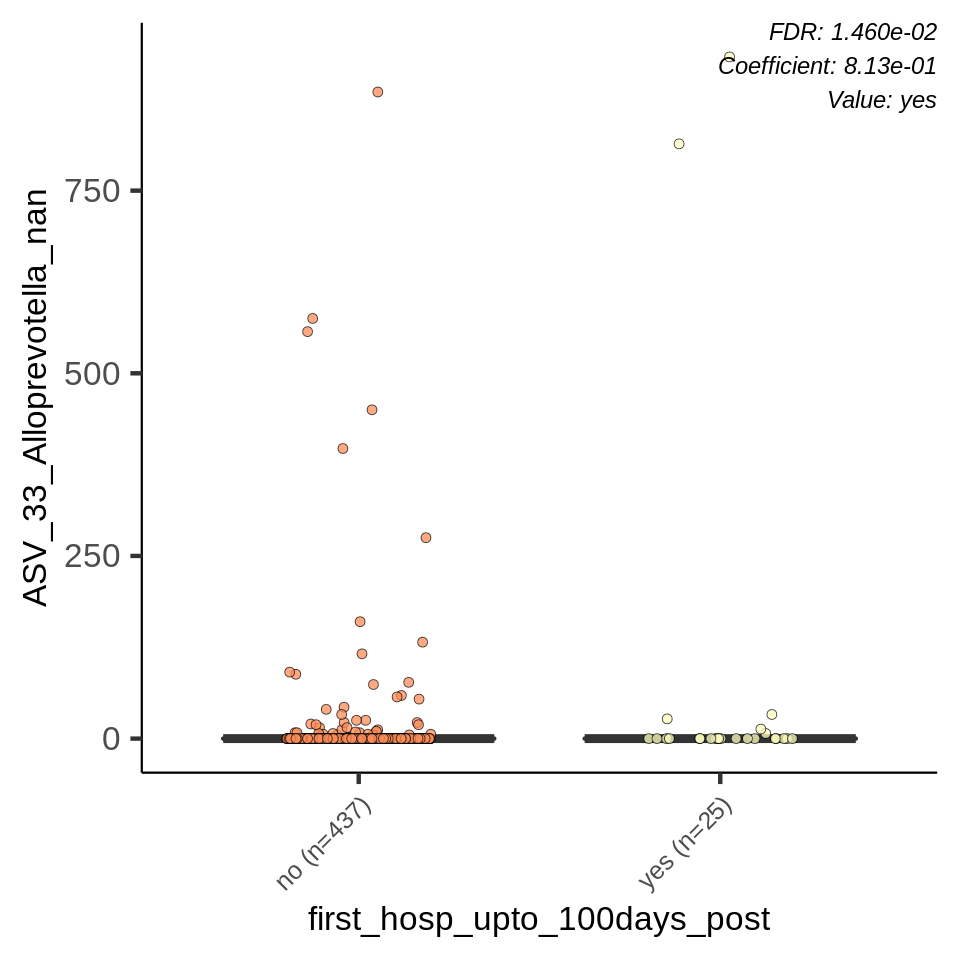 FDR: 1.460e-02
Coefficient: 8.13e-01
Value: yes
ASV_33_Alloprevotella_nan
750
500
250
0
no (n=437)
yes (n=25)
first_hosp_upto_100days_post